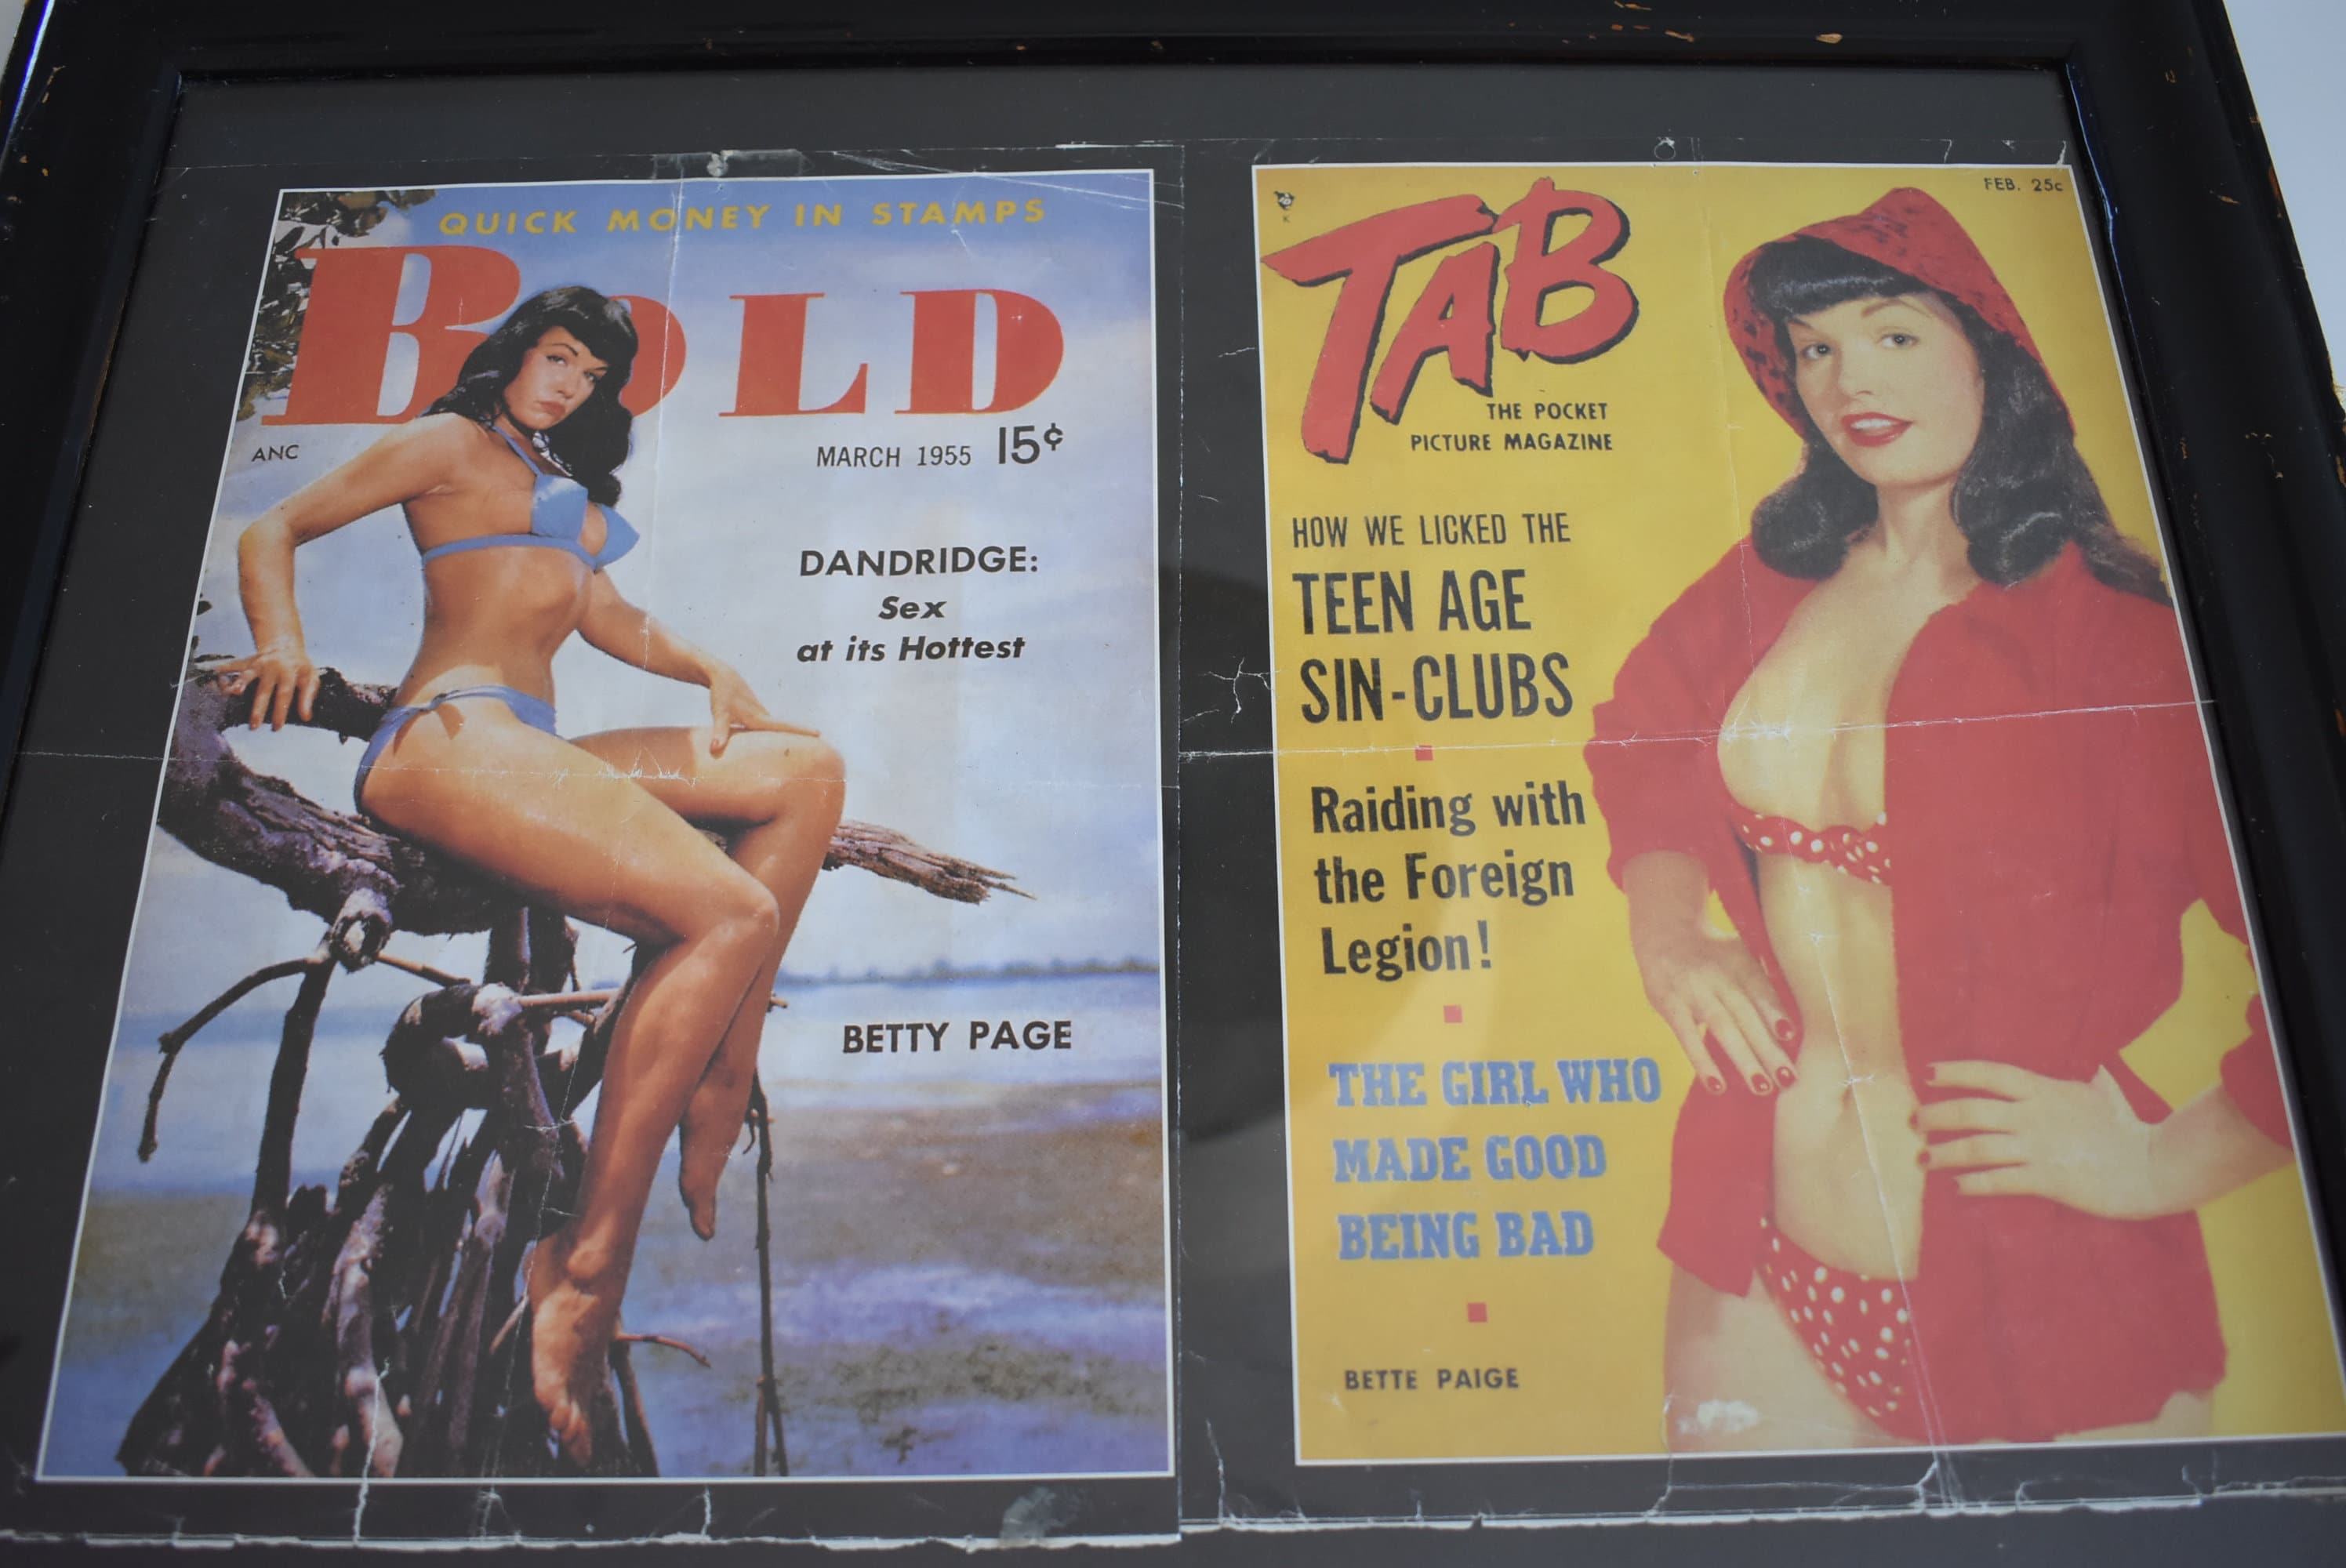 QUICK MONEY IN STAMPS
BOLD
ANC
MARCH 1955 15¢
DANDRIDGE:
Sex
at its Hottest
BETTY PAGE
K
FEB. 25c
TAB
THE POCKET
PICTURE MAGAZINE
HOW WE LICKED THE
TEEN AGE
SIN-CLUBS
Raiding with
the Foreign
Legion!
THE GIRL WHO
MADE GOOD
BEING BAD
BETTE PAIGE